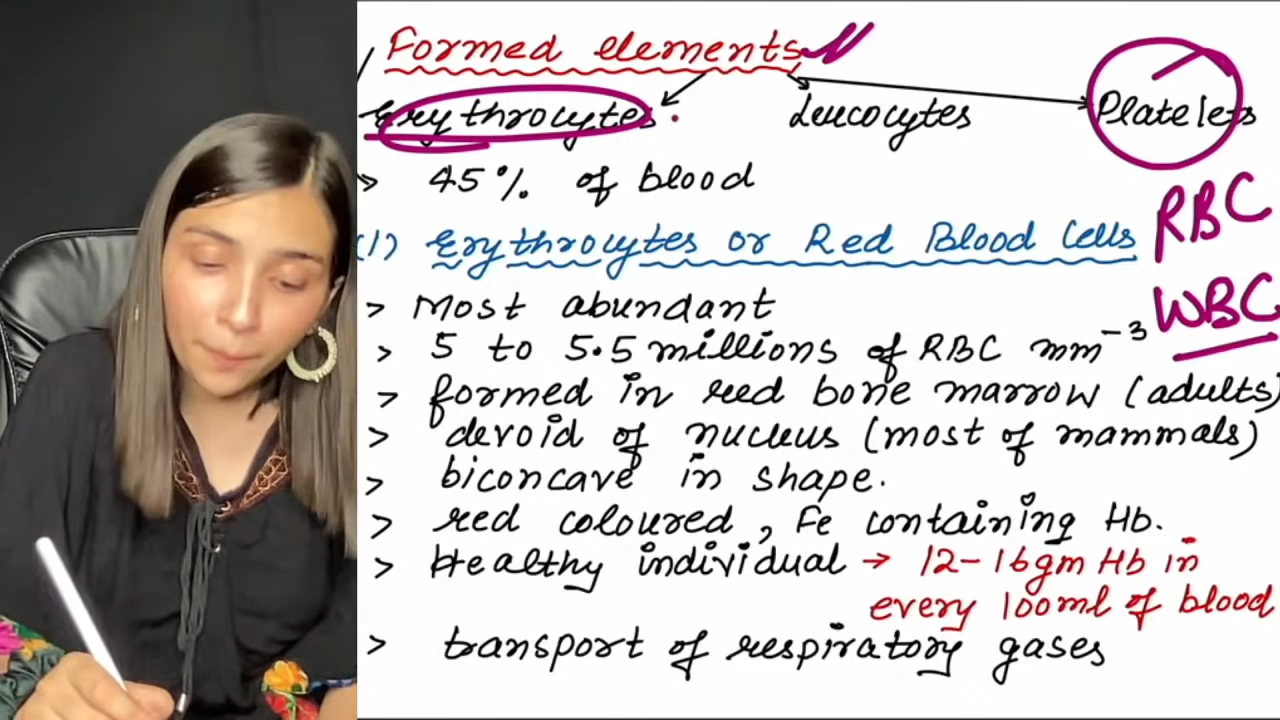 Formed elements
Erythrocytes Leucocytes Platelets
> 45% of blood
RBC
(1) Erythrocytes or Red Blood Cells
WBC
> Most abundant
> 5 to 5.5 millions of RBC mm⁻³
> formed in red bone marrow (adults)
> devoid of nucleus (most of mammals)
> biconcave in shape.
> red coloured, Fe containing Hb.
> Healthy individual → 12-16gm Hb in
every 100ml of blood
> transport of respiratory gases